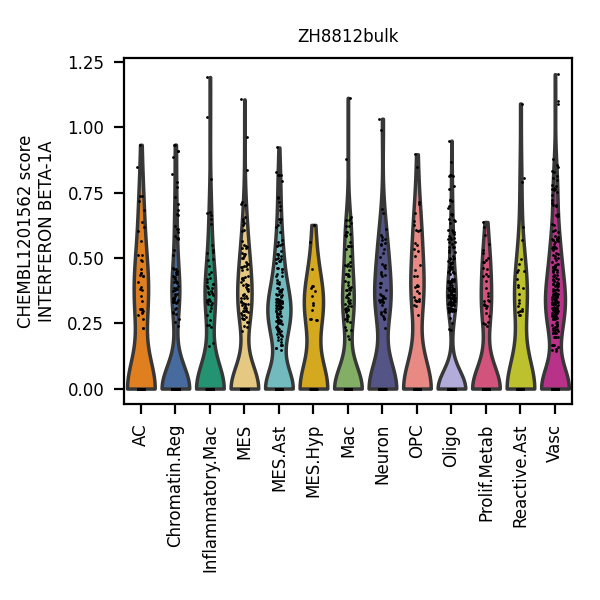 ZH8812bulk
CHEMBL1201562 score
INTERFERON BETA-1A
1.25
1.00
0.75
0.50
0.25
0.00
AC
Chromatin.Reg
Inflammatory.Mac
MES
MES.Ast
MES.Hyp
Mac
Neuron
OPC
Oligo
Prolif.Metab
Reactive.Ast
Vasc